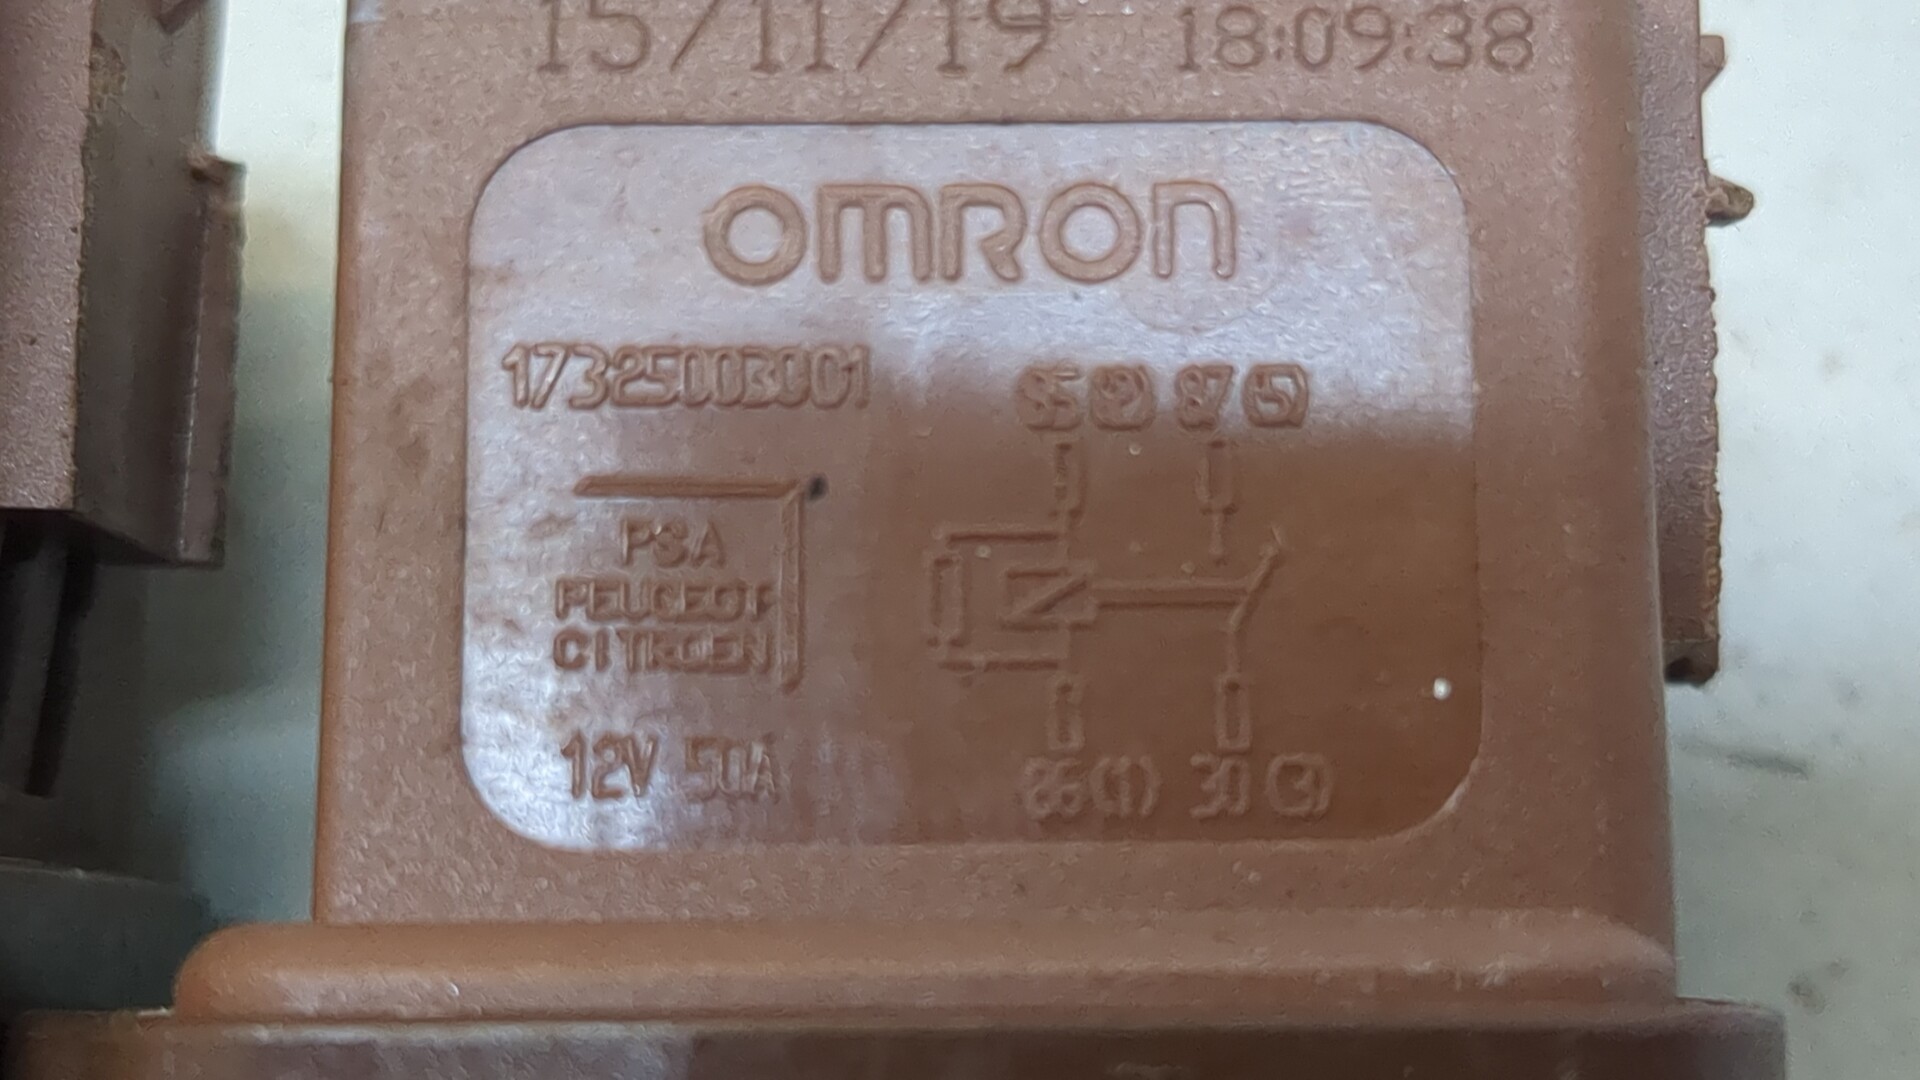 15/11/19 18:09:38
OMRON
17325003001
85(2) 87(5)
PSA
PEUGEOT
CITROEN
12V 50A
86(1) 30(3)